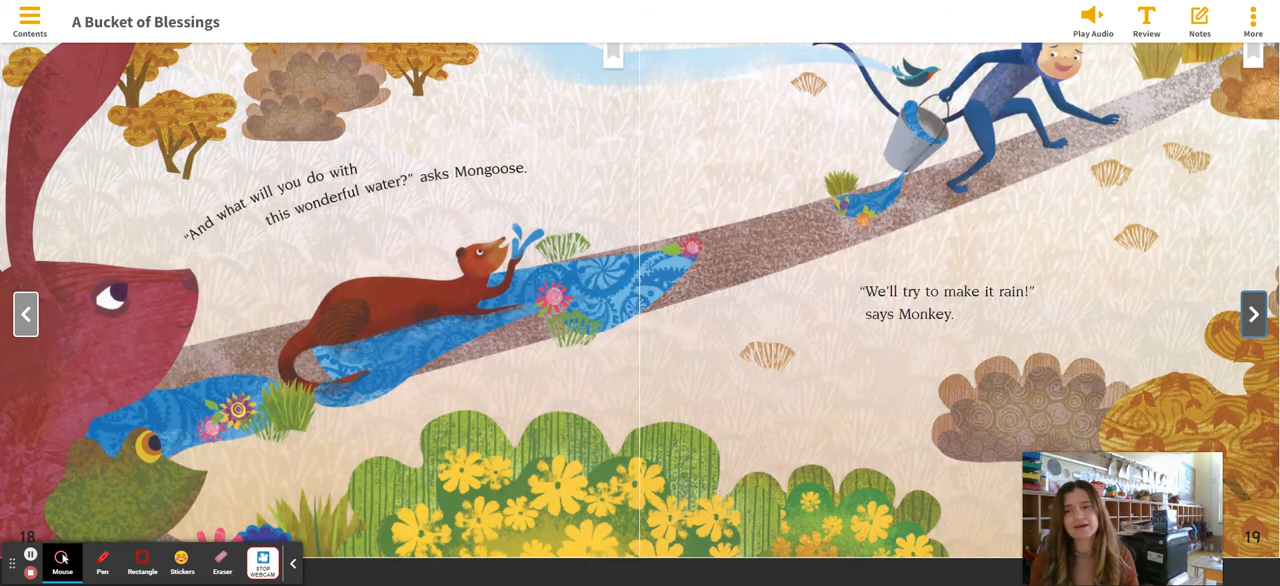 A Bucket of Blessings
Contents
Play Audio
Review
Notes
More
“And what will you do with
this wonderful water?” asks Mongoose.
“We'll try to make it rain!”
says Monkey.
18
19
Mouse
Pen
Rectangle
Stickers
Eraser
STOP
WEBCAM